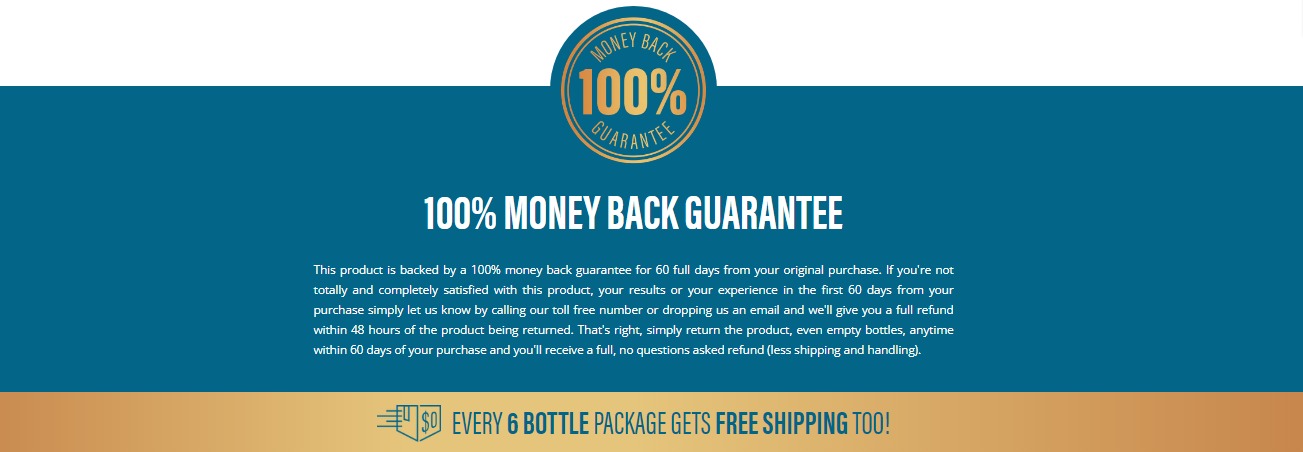 MONEY BACK
100%
GUARANTEE
100% MONEY BACK GUARANTEE
This product is backed by a 100% money back guarantee for 60 full days from your original purchase. If you're not
totally and completely satisfied with this product, your results or your experience in the first 60 days from your
purchase simply let us know by calling our toll free number or dropping us an email and we'll give you a full refund
within 48 hours of the product being returned. That's right, simply return the product, even empty bottles, anytime
within 60 days of your purchase and you'll receive a full, no questions asked refund (less shipping and handling).
$0 EVERY 6 BOTTLE PACKAGE GETS FREE SHIPPING TOO!